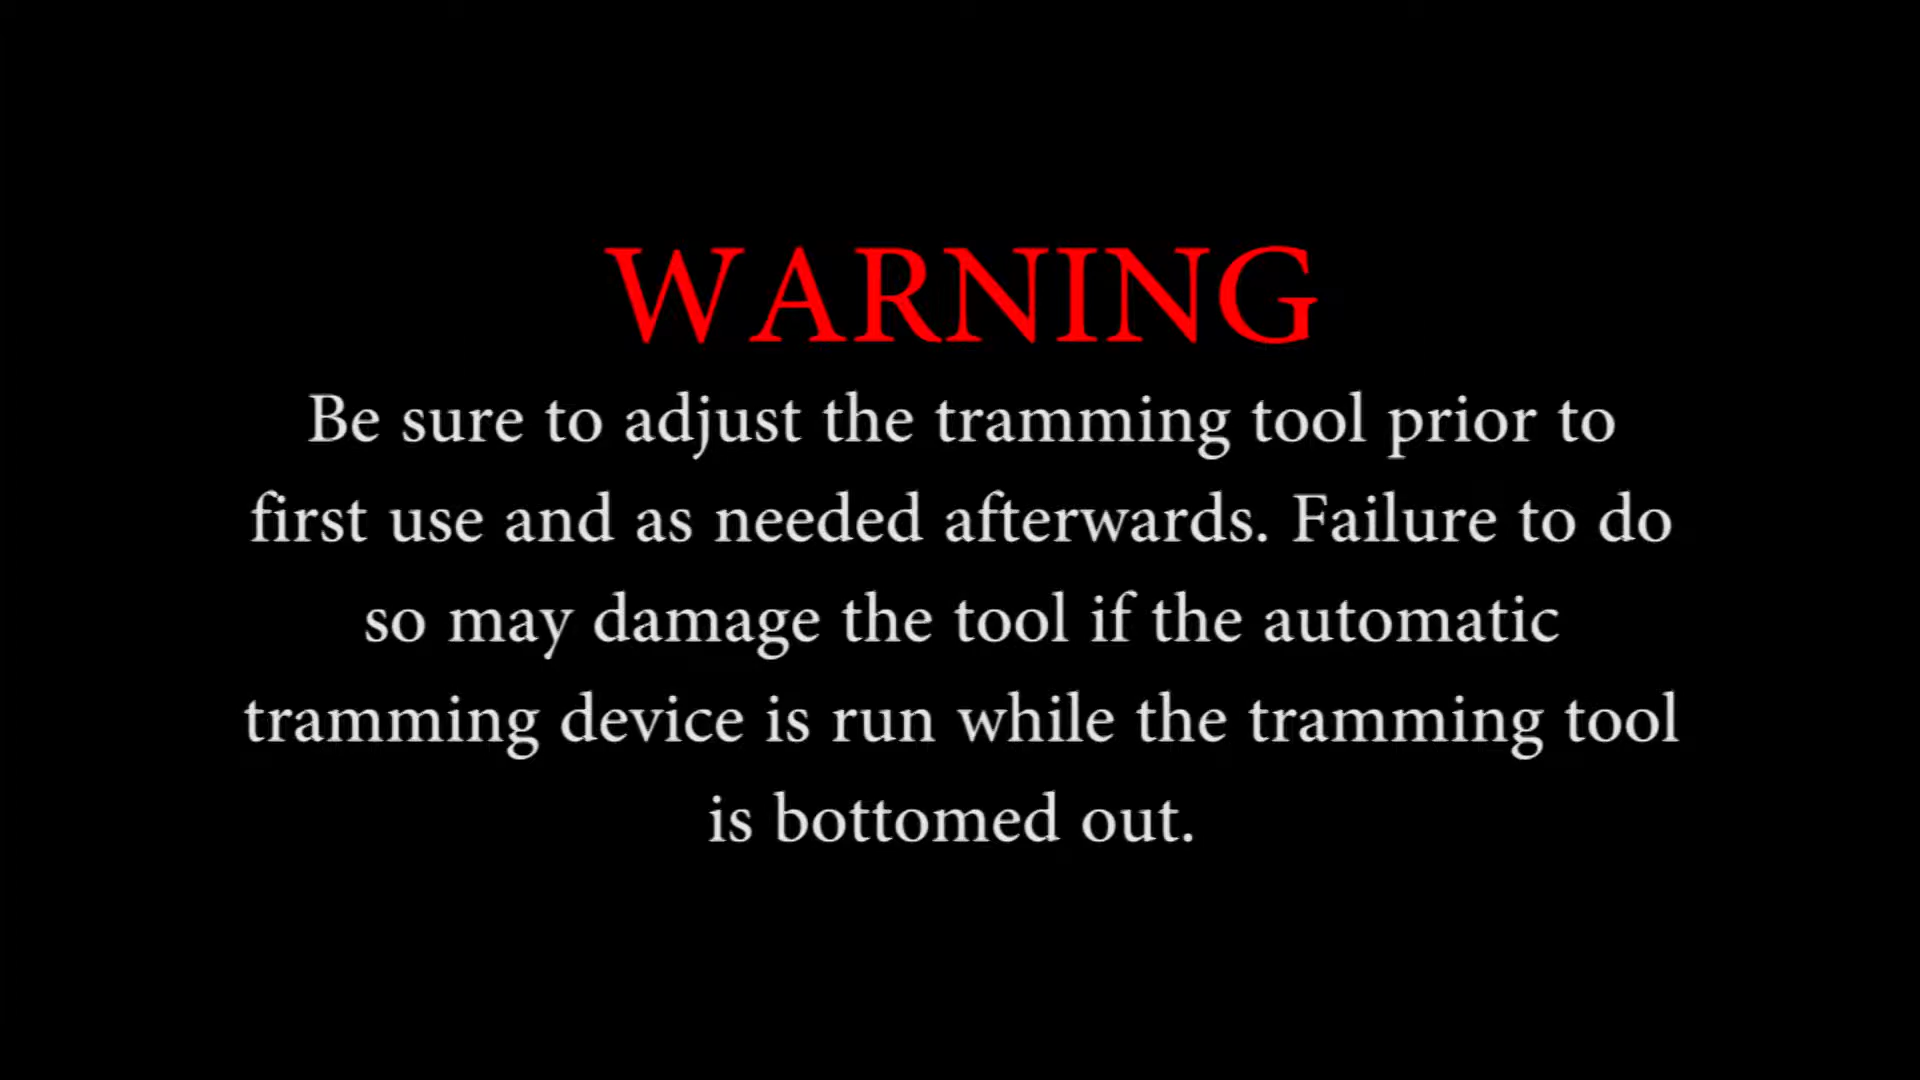 WARNING
Be sure to adjust the tramming tool prior to
first use and as needed afterwards. Failure to do
so may damage the tool if the automatic
tramming device is run while the tramming tool
is bottomed out.